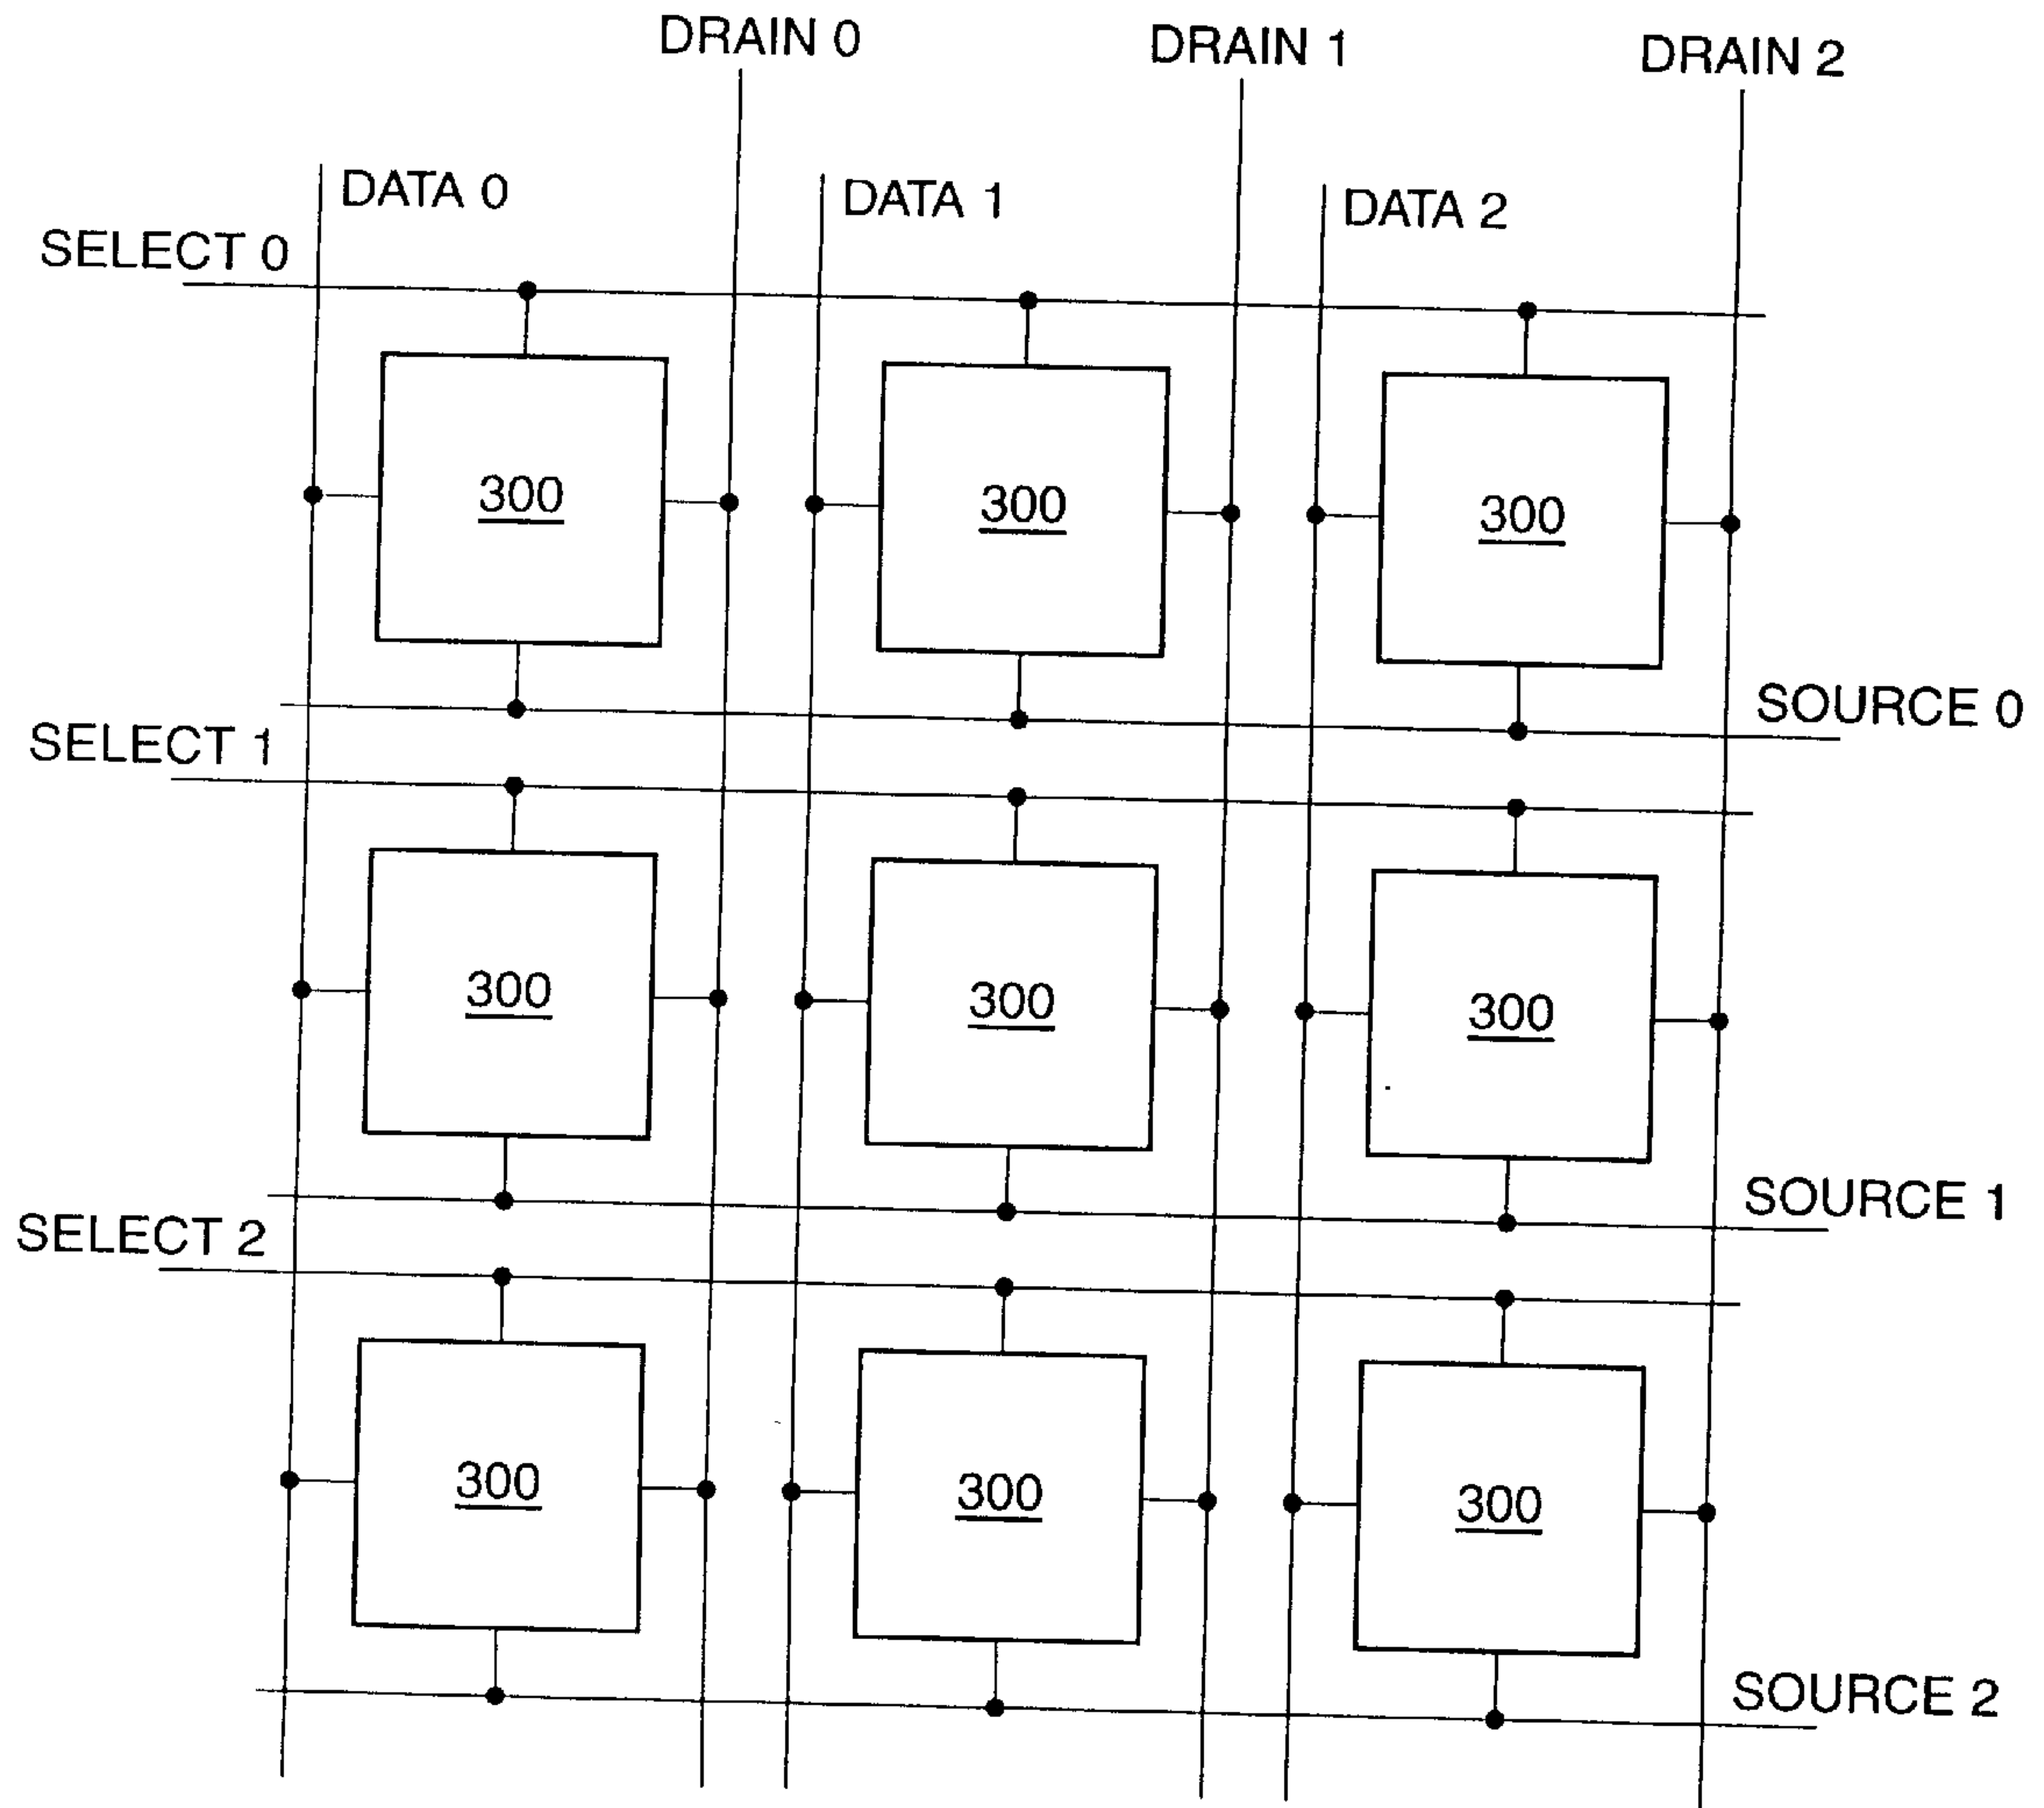 DRAIN 0
DRAIN 1
DRAIN 2
DATA 0
DATA 1
DATA 2
SELECT 0
300
300
300
SOURCE 0
SELECT 1
300
300
300
SOURCE 1
SELECT 2
300
300
300
SOURCE 2